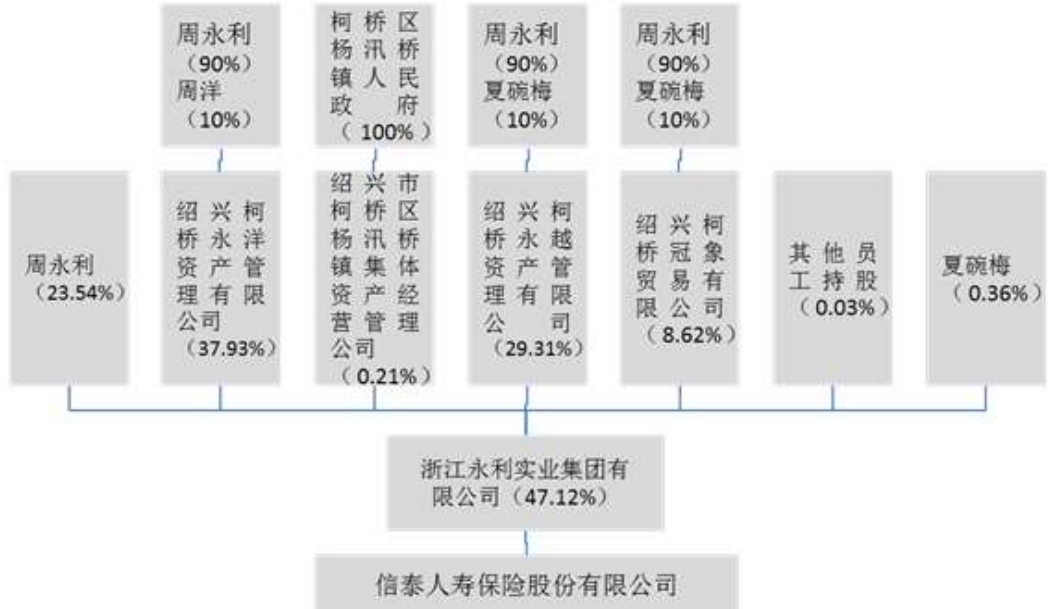 周永利
（90%）
周洋
（10%）
柯桥区
杨汛桥
镇人民
政府
（ 100% ）
周永利
（90%）
夏碗梅
（10%）
周永利
（90%）
夏碗梅
（10%）
周永利
（23.54%）
绍兴柯
桥永洋
资产管
理有限
公司
（37.93%）
绍兴市
柯桥区
杨汛桥
镇集体
资产经
营管理
公司
（ 0.21% ）
绍兴柯
桥永越
资产管
理有限
公司
（29.31%）
绍兴柯
桥冠象
贸易有
限公司
（8.62% ）
其他员
工持股
（0.03%）
夏碗梅
（ 0.36% ）
浙江永利实业集团有
限公司（47.12%）
信泰人寿保险股份有限公司